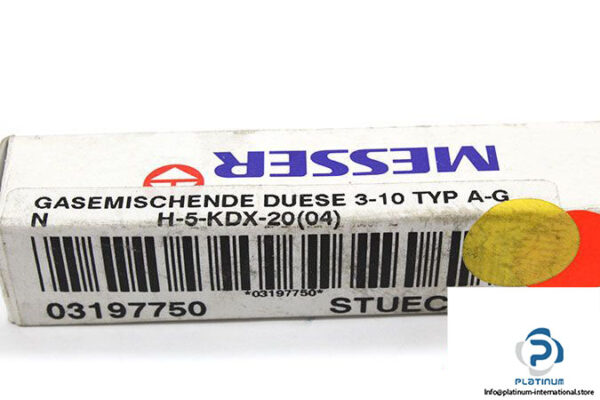 MESSER
GASEMISCHENDE DUESE 3-10 TYP A-G
N H-5-KDX-20(04)
*03197750*
03197750 STUEC
PLATINUM
Info@platinum-international.store